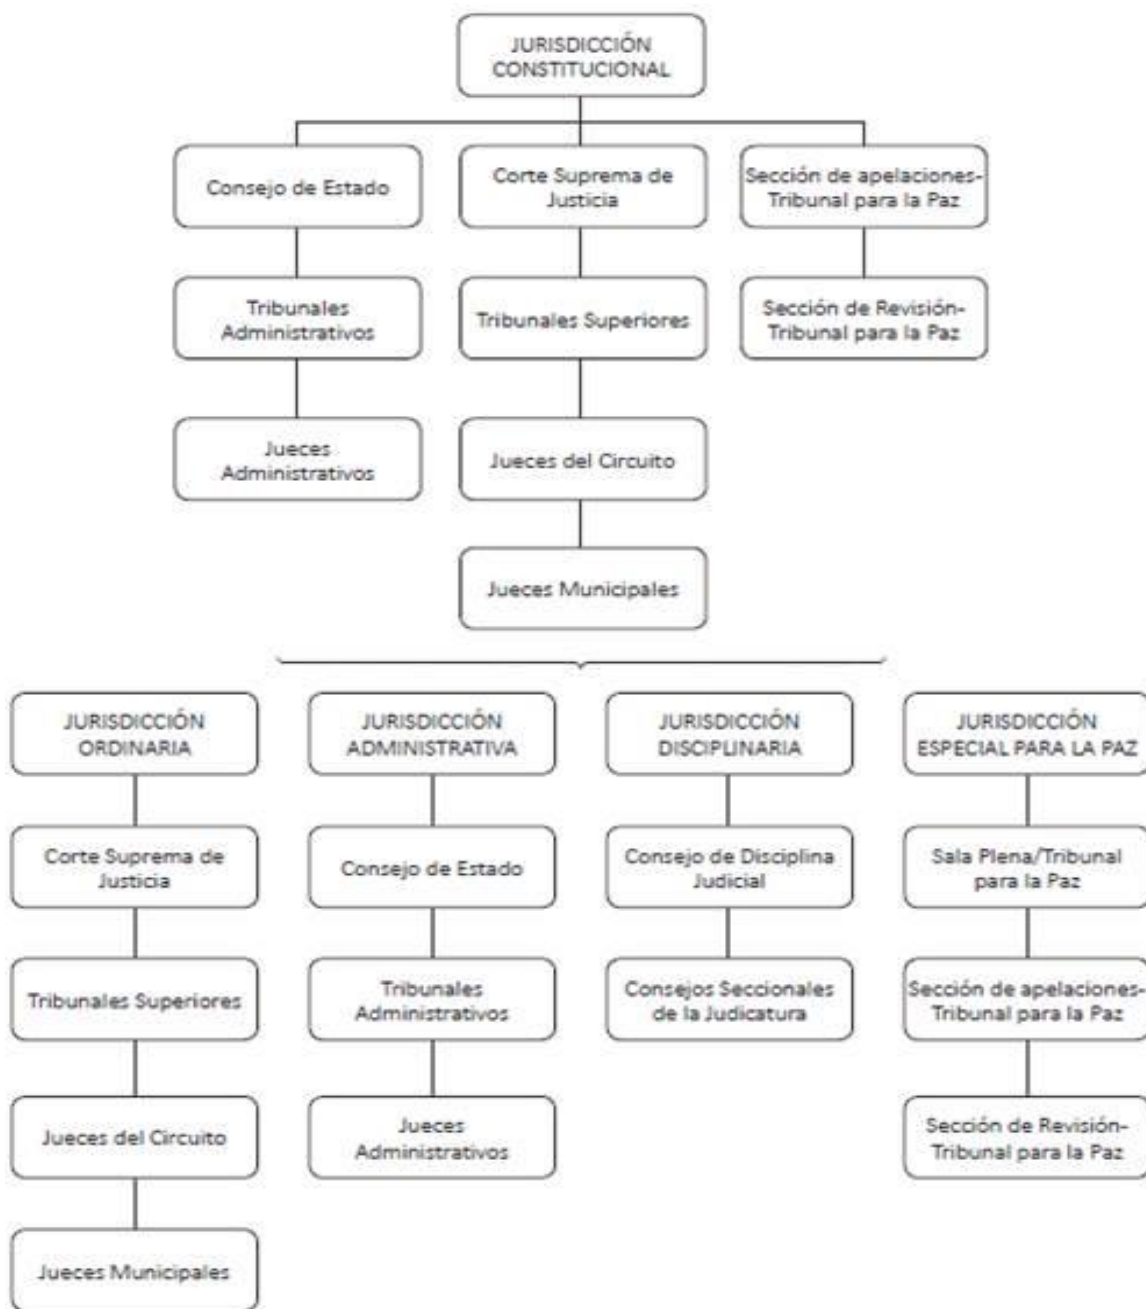 JURISDICCIÓN
CONSTITUCIONAL
Consejo de Estado
Corte Suprema de
Justicia
Sección de apelaciones-
Tribunal para la Paz
Tribunales
Administrativos
Tribunales Superiores
Sección de Revisión-
Tribunal para la Paz
Jueces
Administrativos
Jueces del Circuito
Jueces Municipales
JURISDICCIÓN
ORDINARIA
JURISDICCIÓN
ADMINISTRATIVA
JURISDICCIÓN
DISCIPLINARIA
JURISDICCIÓN
ESPECIAL PARA LA PAZ
Corte Suprema de
Justicia
Consejo de Estado
Consejo de Disciplina
Judicial
Sala Plena/Tribunal
para la Paz
Tribunales Superiores
Tribunales
Administrativos
Consejos Seccionales
de la Judicatura
Sección de apelaciones-
Tribunal para la Paz
Jueces del Circuito
Jueces
Administrativos
Sección de Revisión-
Tribunal para la Paz
Jueces Municipales